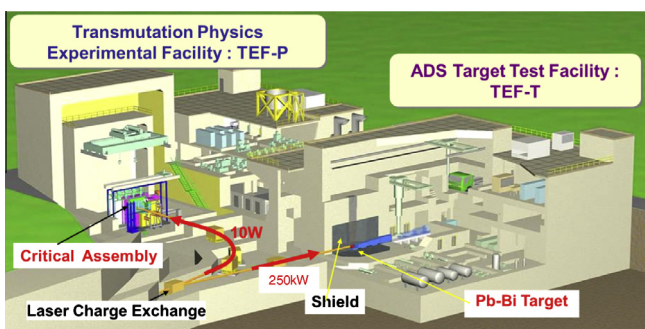 Transmutation Physics
Experimental Facility : TEF-P
ADS Target Test Facility :
TEF-T
10W
Critical Assembly
250kW
Shield
Pb-Bi Target
Laser Charge Exchange